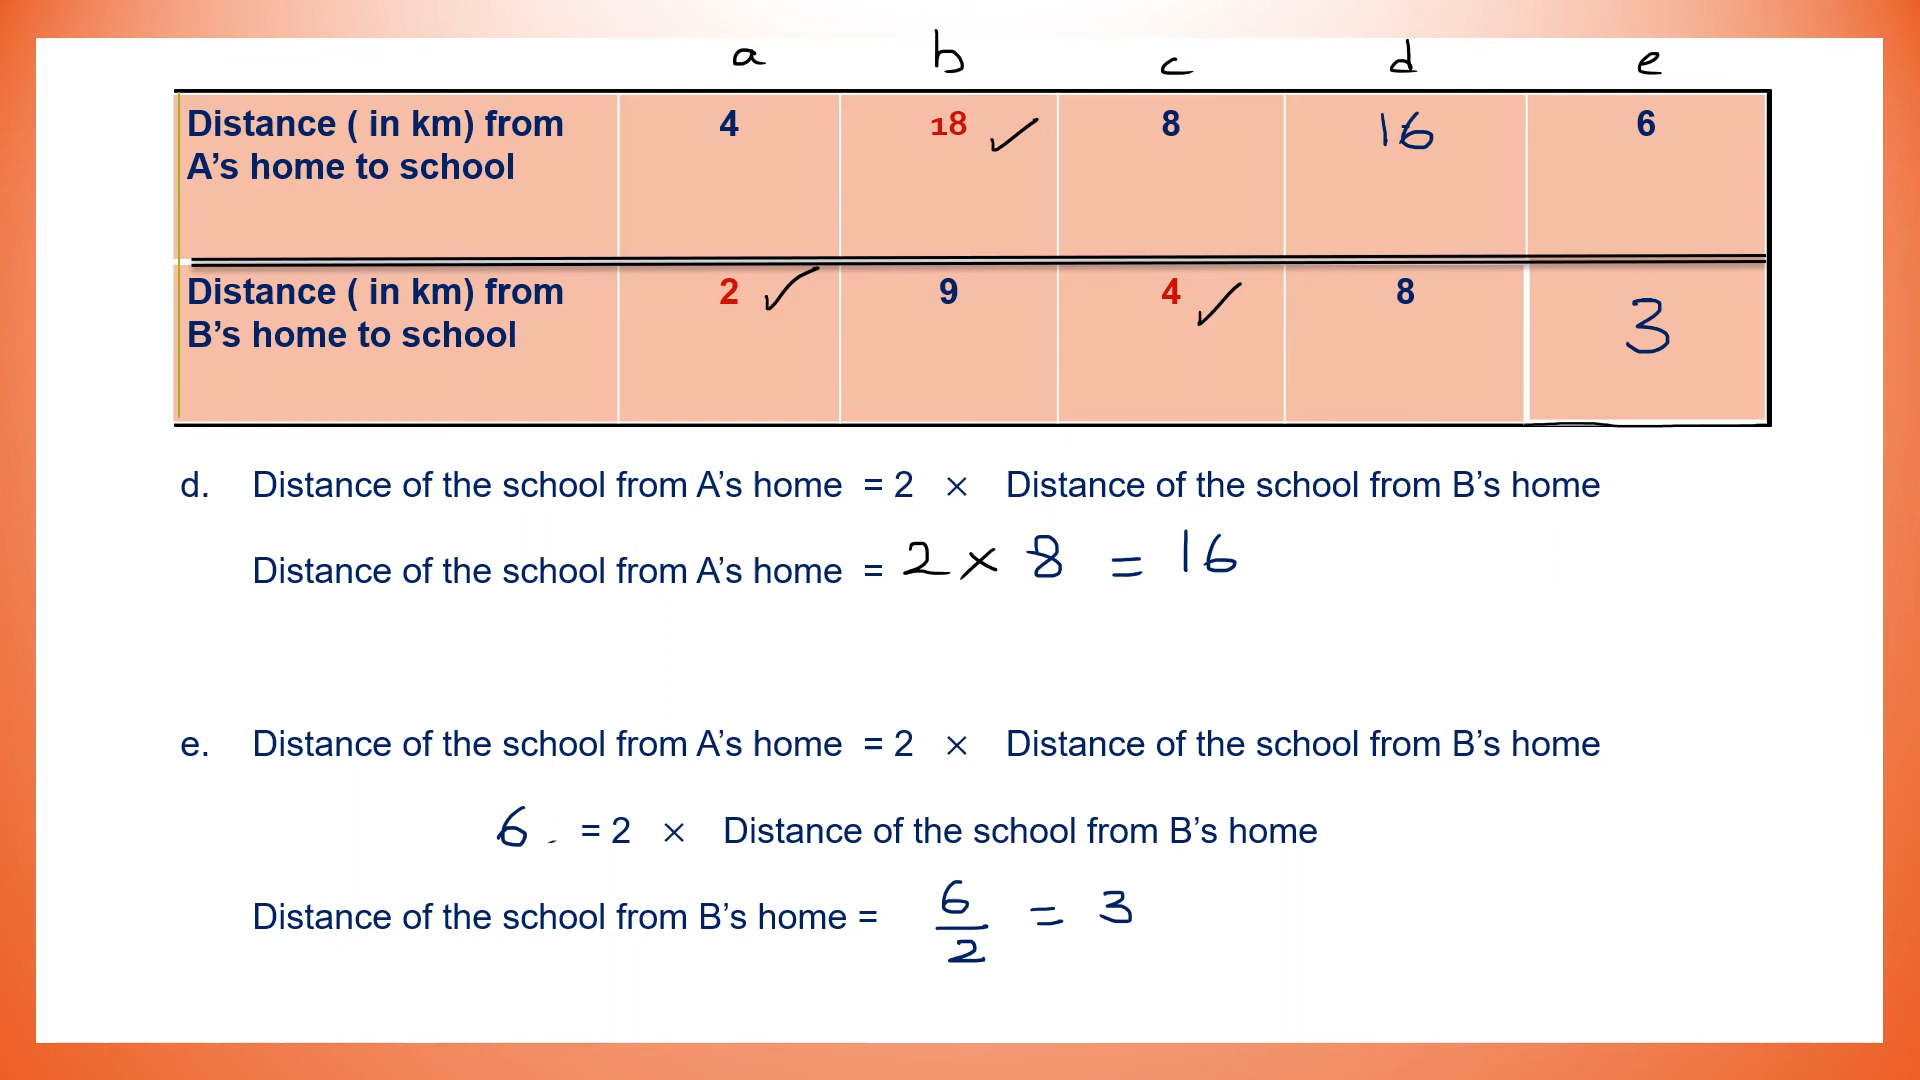 a b c d e
Distance ( in km) from 4 18 8 16 6
A’s home to school
Distance ( in km) from 2 9 4 8 3
B’s home to school
d. Distance of the school from A’s home = 2 × Distance of the school from B’s home
Distance of the school from A’s home = 2 × 8 = 16
e. Distance of the school from A’s home = 2 × Distance of the school from B’s home
6 = 2 × Distance of the school from B’s home
Distance of the school from B’s home = 6/2 = 3